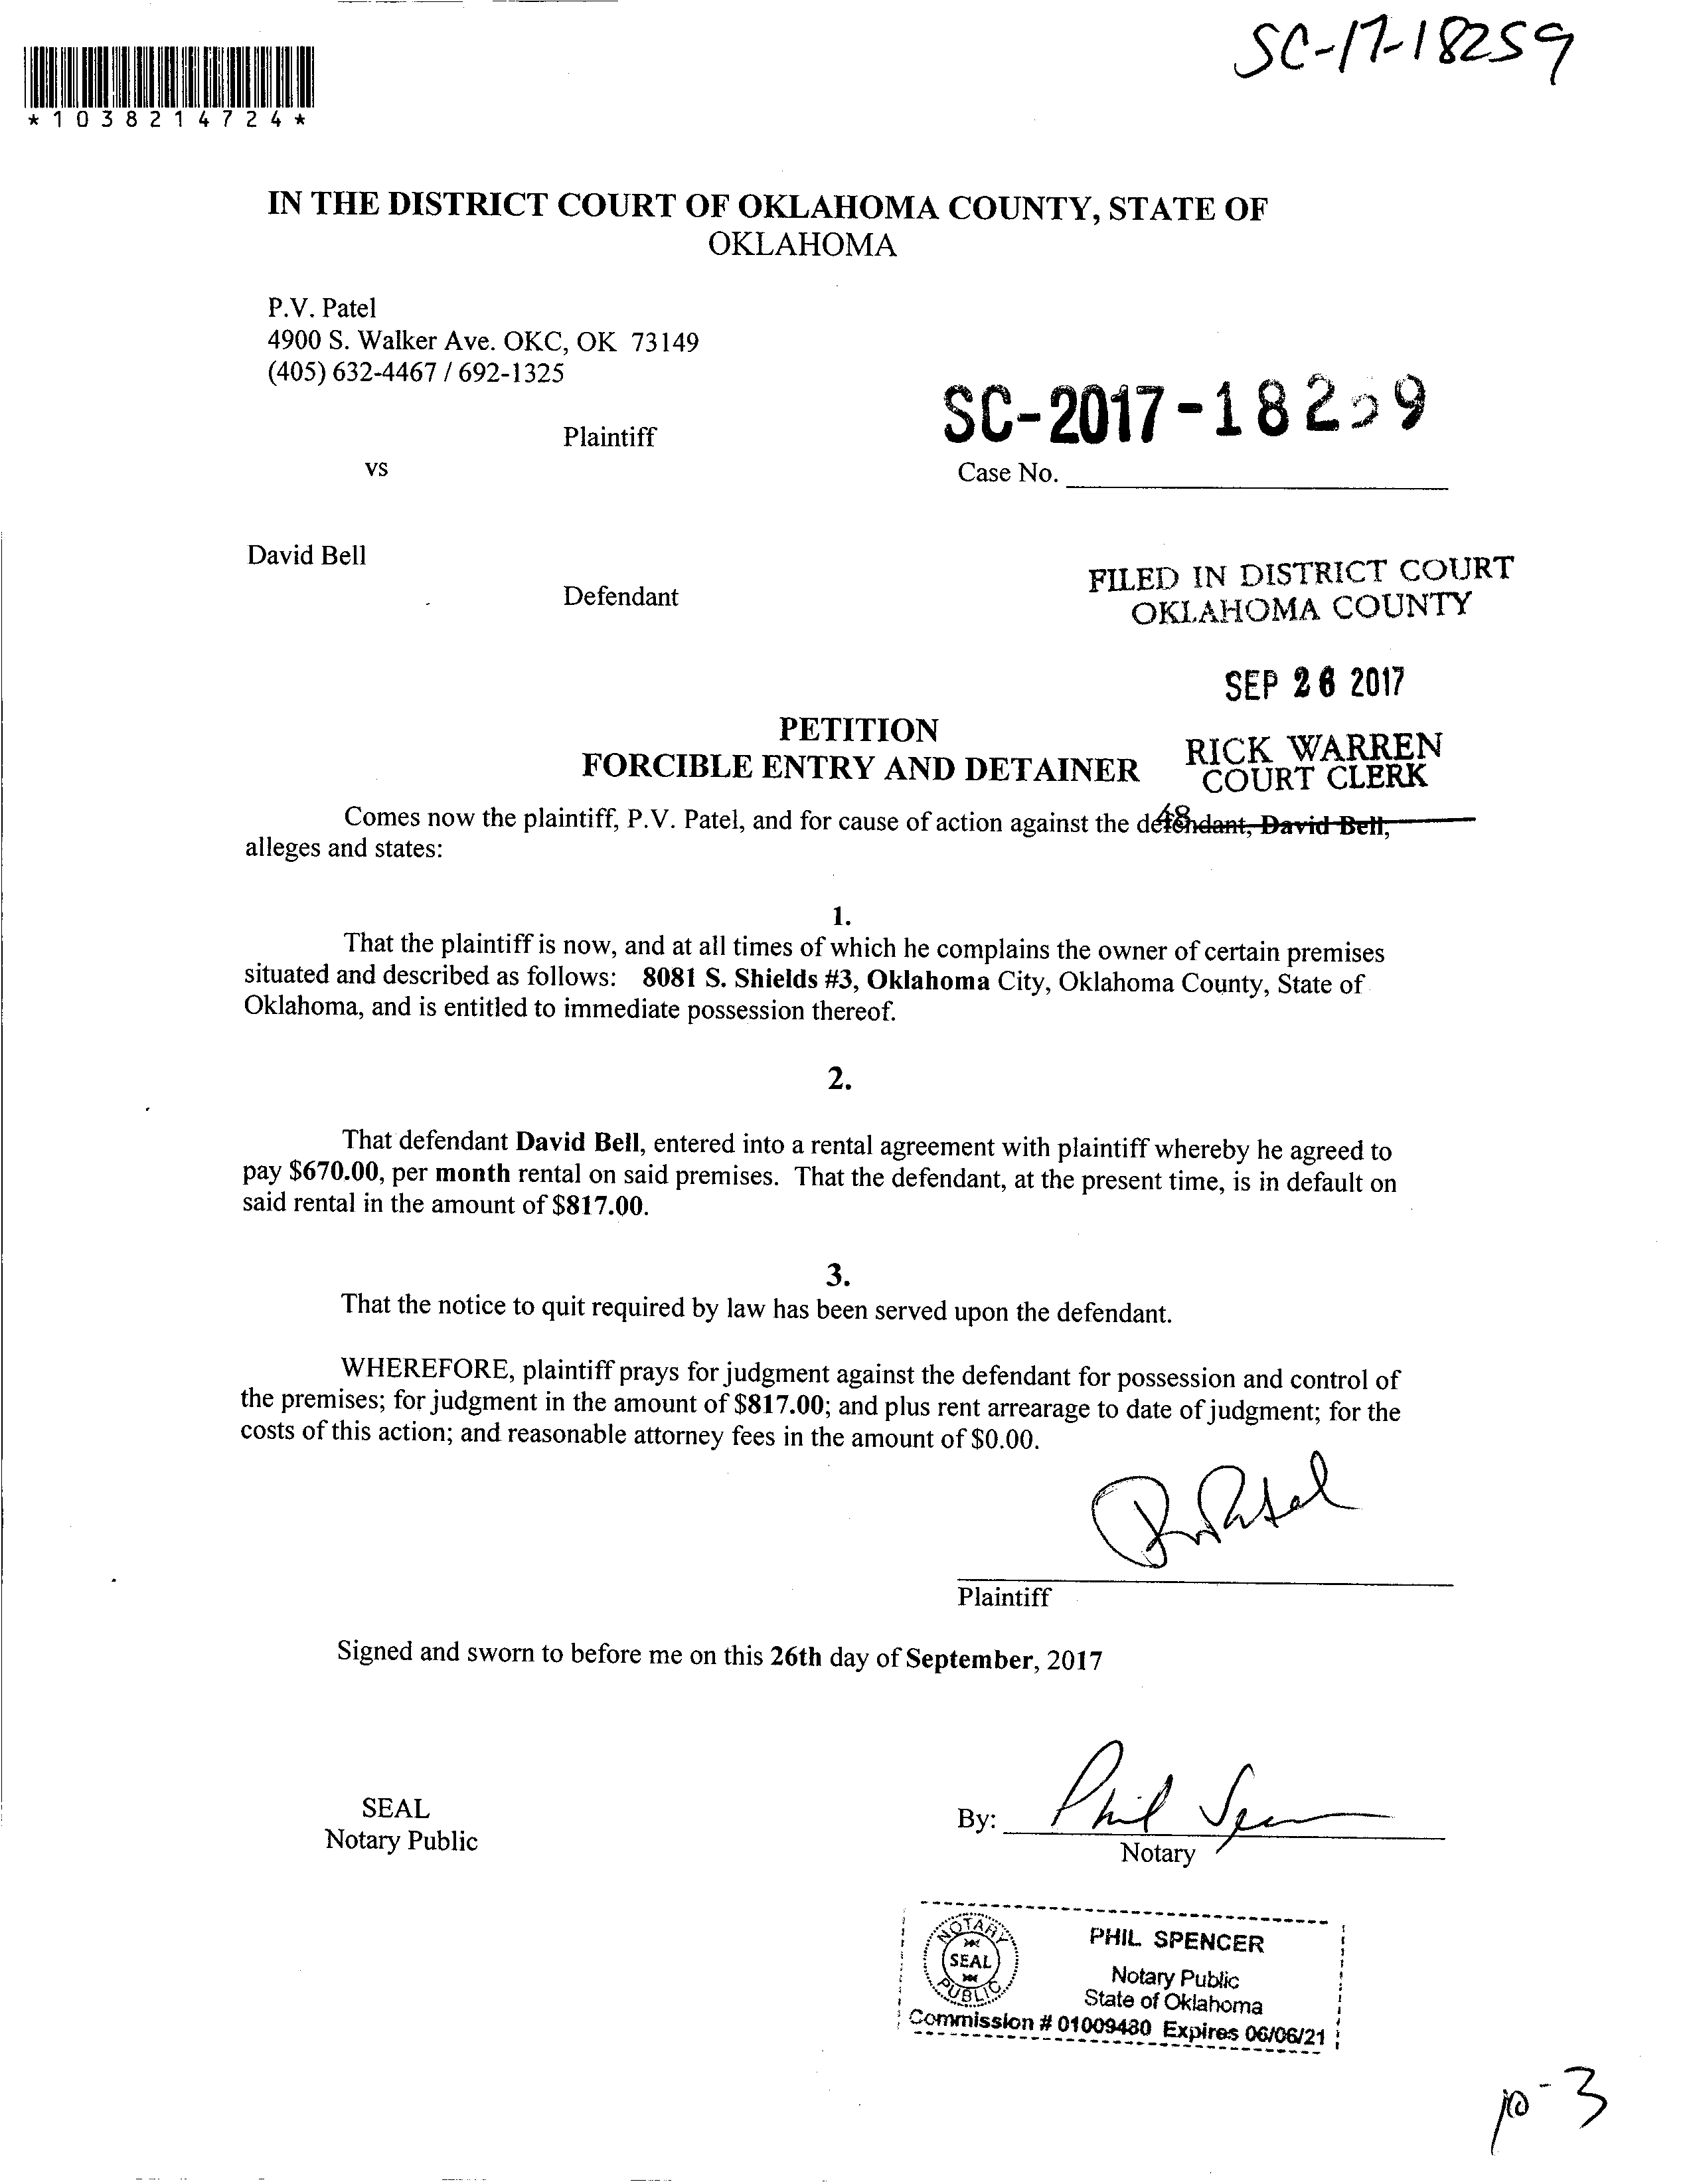 SC-17-18259
*1038214724*
IN THE DISTRICT COURT OF OKLAHOMA COUNTY, STATE OF
OKLAHOMA
P.V. Patel
4900 S. Walker Ave. OKC, OK 73149
(405) 632-4467 / 692-1325
SC-2017-18259
Plaintiff
vs
Case No.
David Bell
FILED IN DISTRICT COURT
OKLAHOMA COUNTY
Defendant
SEP 26 2017
PETITION
RICK WARREN
FORCIBLE ENTRY AND DETAINER
COURT CLERK
48
Comes now the plaintiff, P.V. Patel, and for cause of action against the defendant, David Bell,
alleges and states:
1.
That the plaintiff is now, and at all times of which he complains the owner of certain premises
situated and described as follows: 8081 S. Shields #3, Oklahoma City, Oklahoma County, State of
Oklahoma, and is entitled to immediate possession thereof.
2.
That defendant David Bell, entered into a rental agreement with plaintiff whereby he agreed to
pay $670.00, per month rental on said premises. That the defendant, at the present time, is in default on
said rental in the amount of $817.00.
3.
That the notice to quit required by law has been served upon the defendant.
WHEREFORE, plaintiff prays for judgment against the defendant for possession and control of
the premises; for judgment in the amount of $817.00; and plus rent arrearage to date of judgment; for the
costs of this action; and reasonable attorney fees in the amount of $0.00.
Patel
Plaintiff
Signed and sworn to before me on this 26th day of September, 2017
SEAL
Notary Public
By: Phil Spencer
Notary
NOTARY
SEAL
PUBLIC
PHIL SPENCER
Notary Public
State of Oklahoma
Commission # 01009480 Expires 06/06/21